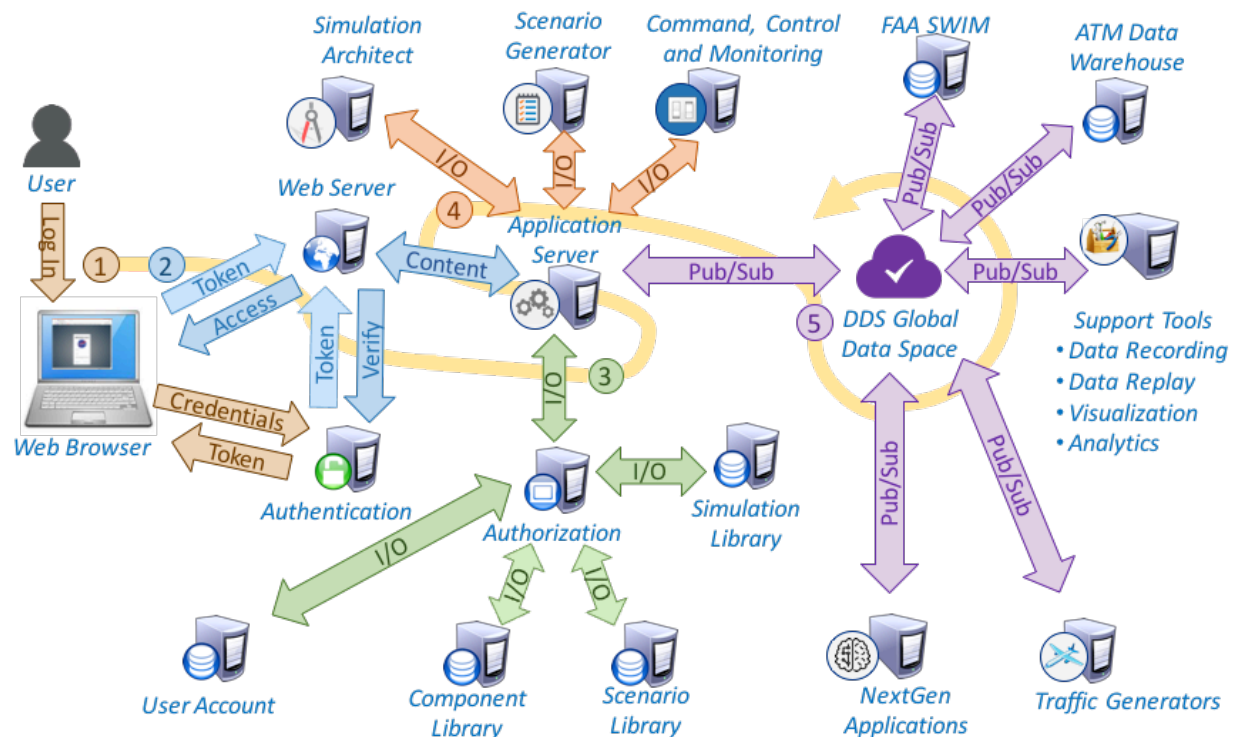 Simulation
Architect
Scenario
Generator
Command, Control
and Monitoring
FAA SWIM
ATM Data
Warehouse
User
Log In
I/O
I/O
I/O
Pub/Sub
Pub/Sub
Web Server
1
2
4
Token
Access
Content
Application
Server
Pub/Sub
Pub/Sub
Token
Verify
3
5
DDS Global
Data Space
Support Tools
• Data Recording
• Data Replay
• Visualization
• Analytics
I/O
Web Browser
Credentials
Token
Authentication
Authorization
I/O
Simulation
Library
I/O
I/O
I/O
Pub/Sub
Pub/Sub
User Account
Component
Library
Scenario
Library
NextGen
Applications
Traffic Generators